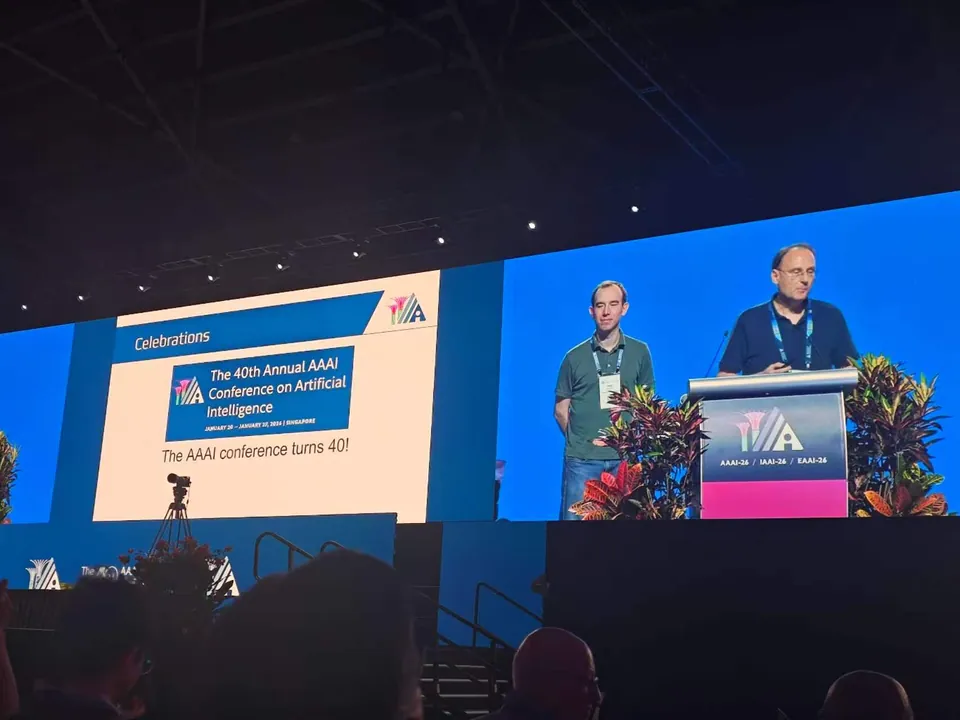 Celebrations
The 40th Annual AAAI
Conference on Artificial
Intelligence
JANUARY 20 – JANUARY 27, 2026 | SINGAPORE
The AAAI conference turns 40!
AAAI-26 / IAAI-26 / EAAI-26